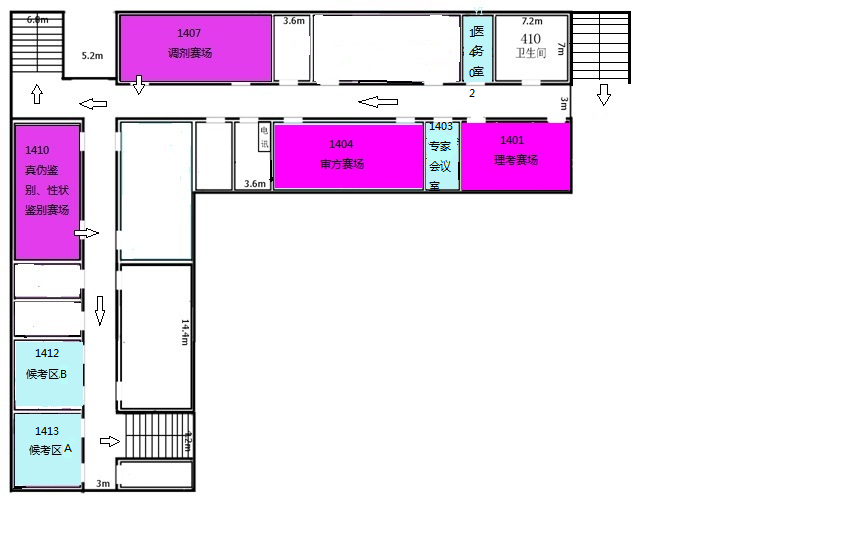 6.0m
5.2m
1407
调剂赛场
3.6m
医
务
室
1
4
0
2
7.2m
410
卫生间
7m
3m
电
讯
3.6m
1404
审方赛场
1403
专家
会议
室
1401
理考赛场
1410
真伪鉴
别、性状
鉴别赛场
14.4m
1412
候考区B
1413
候考区A
3m